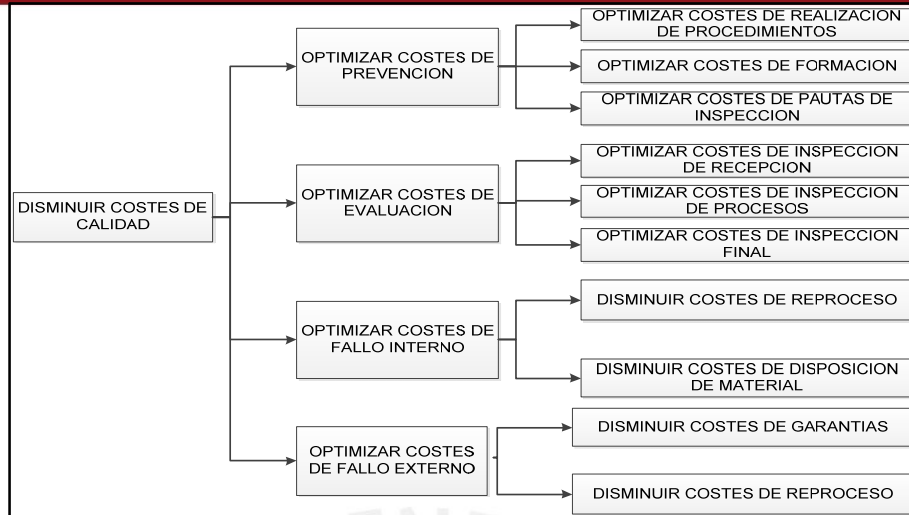 DISMINUIR COSTES DE
CALIDAD
OPTIMIZAR COSTES DE
PREVENCION
OPTIMIZAR COSTES DE REALIZACION
DE PROCEDIMIENTOS
OPTIMIZAR COSTES DE FORMACION
OPTIMIZAR COSTES DE PAUTAS DE
INSPECCION
OPTIMIZAR COSTES DE
EVALUACION
OPTIMIZAR COSTES DE INSPECCION
DE RECEPCION
OPTIMIZAR COSTES DE INSPECCION
DE PROCESOS
OPTIMIZAR COSTES DE INSPECCION
FINAL
OPTIMIZAR COSTES DE
FALLO INTERNO
DISMINUIR COSTES DE REPROCESO
DISMINUIR COSTES DE DISPOSICION
DE MATERIAL
OPTIMIZAR COSTES
DE FALLO EXTERNO
DISMINUIR COSTES DE GARANTIAS
DISMINUIR COSTES DE REPROCESO